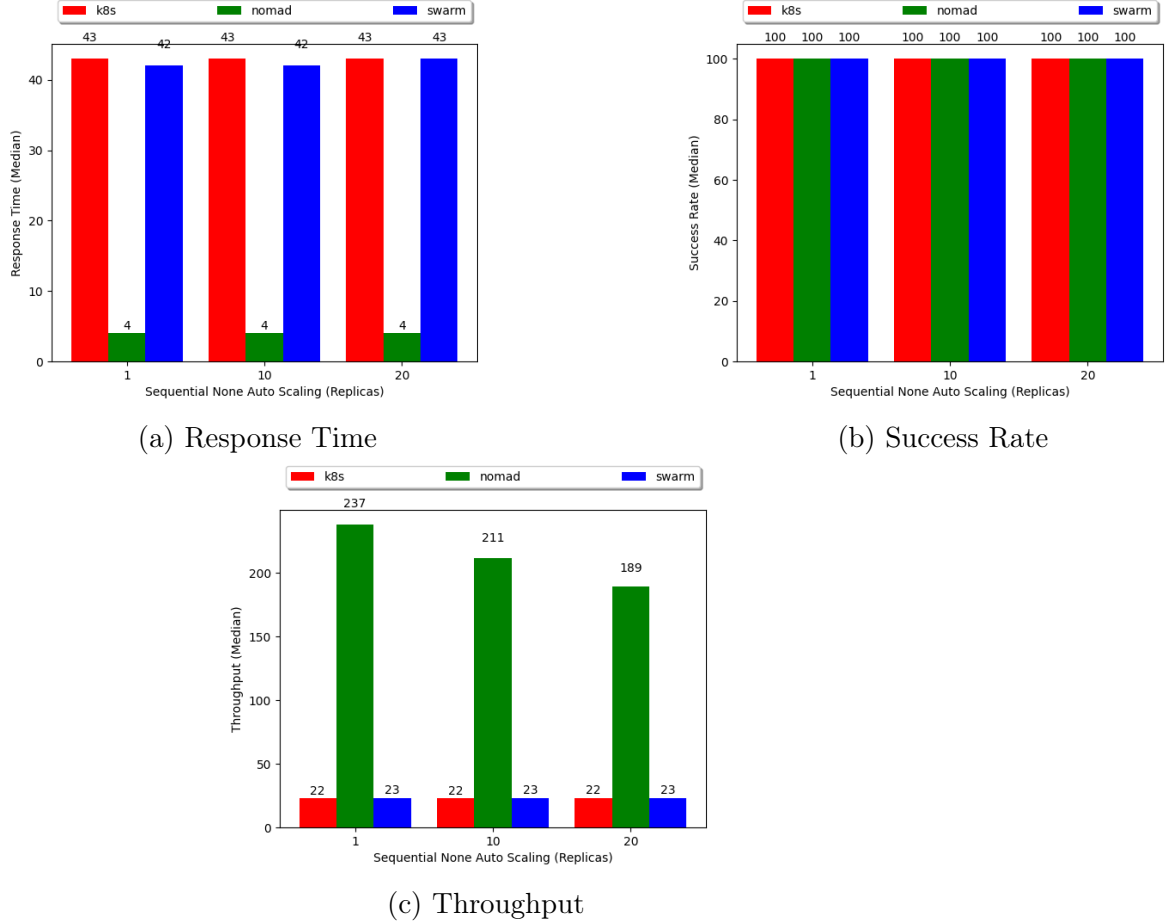 k8s nomad swarm
43 42 43 42 43 43
4 4 4
40
30
20
10
0
Response Time (Median)
1 10 20
Sequential None Auto Scaling (Replicas)
(a) Response Time
k8s nomad swarm
100 100 100 100 100 100 100 100 100
100
80
60
40
20
0
Success Rate (Median)
1 10 20
Sequential None Auto Scaling (Replicas)
(b) Success Rate
k8s nomad swarm
237
211
189
22 23 22 23 22 23
200
150
100
50
0
Throughput (Median)
1 10 20
Sequential None Auto Scaling (Replicas)
(c) Throughput